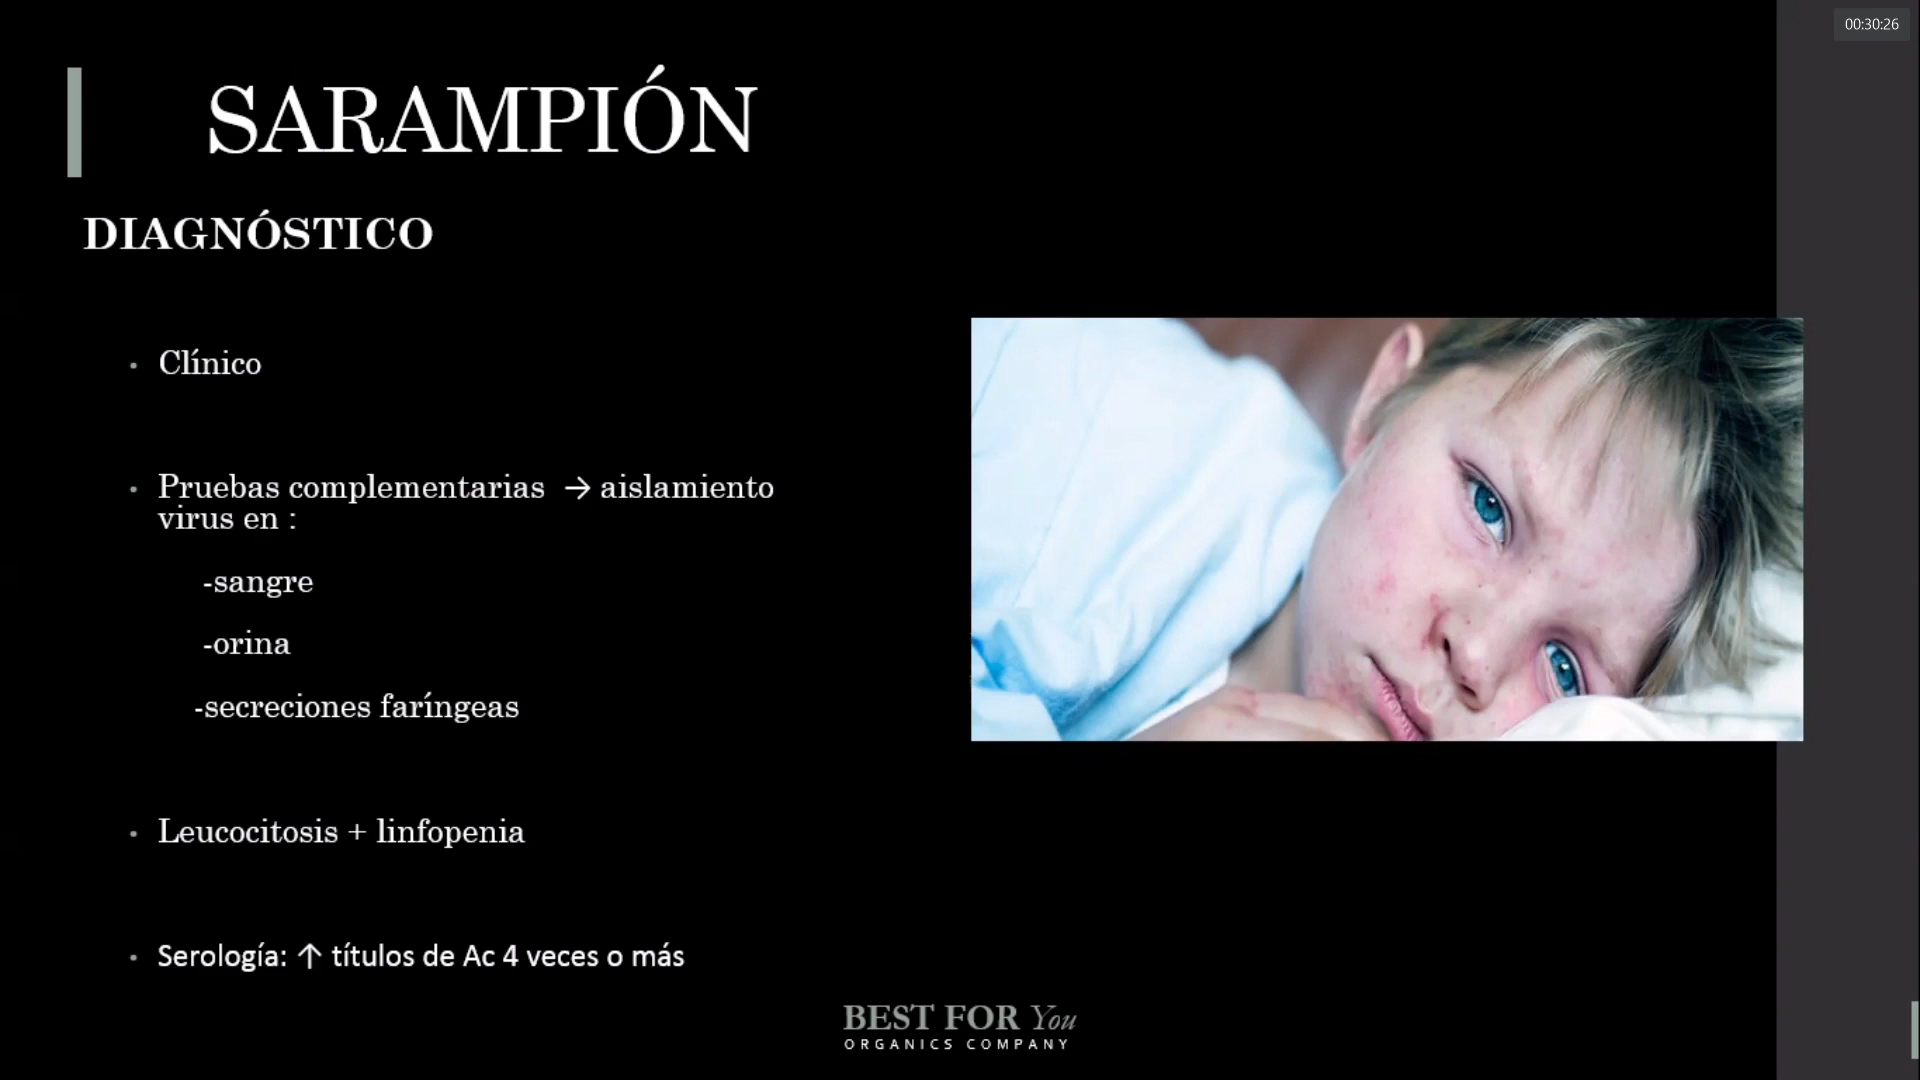 00:30:26
SARAMPIÓN
DIAGNÓSTICO
• Clínico
• Pruebas complementarias → aislamiento
virus en :
-sangre
-orina
-secreciones faríngeas
• Leucocitosis + linfopenia
• Serología: ↑ títulos de Ac 4 veces o más
BEST FOR You
ORGANICS COMPANY